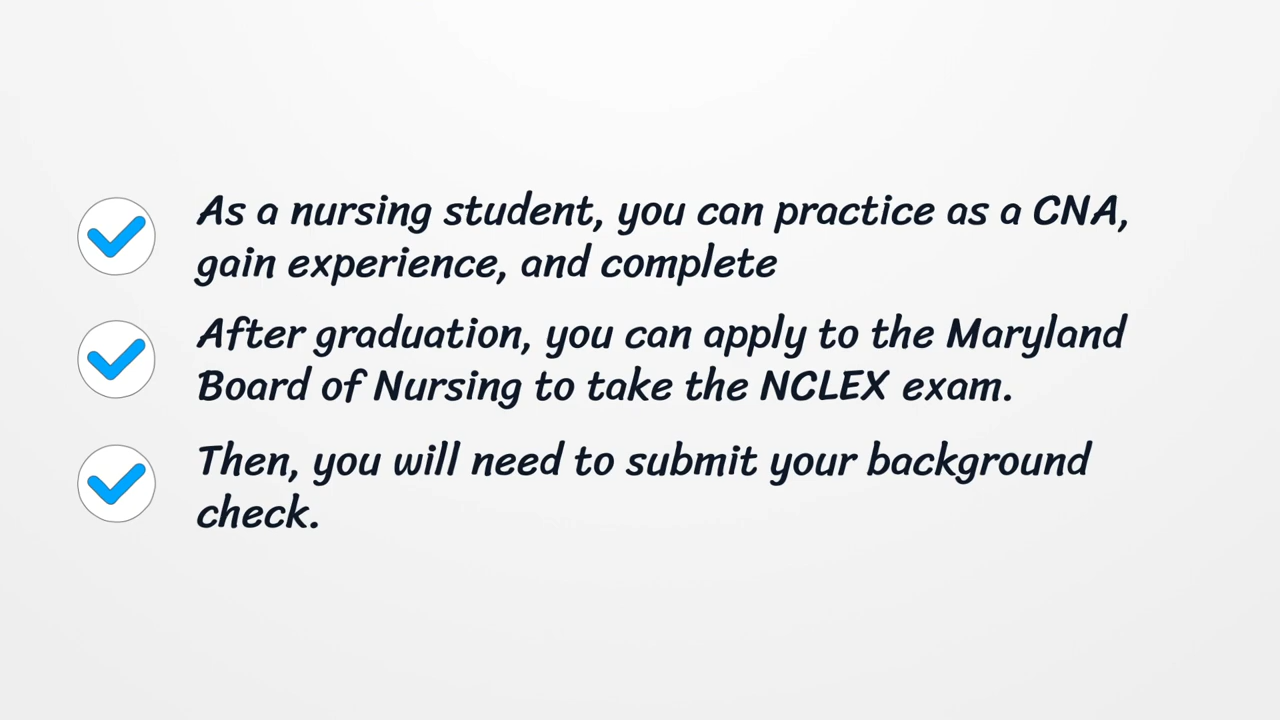 As a nursing student, you can practice as a CNA,
gain experience, and complete
After graduation, you can apply to the Maryland
Board of Nursing to take the NCLEX exam.
Then, you will need to submit your background
check.